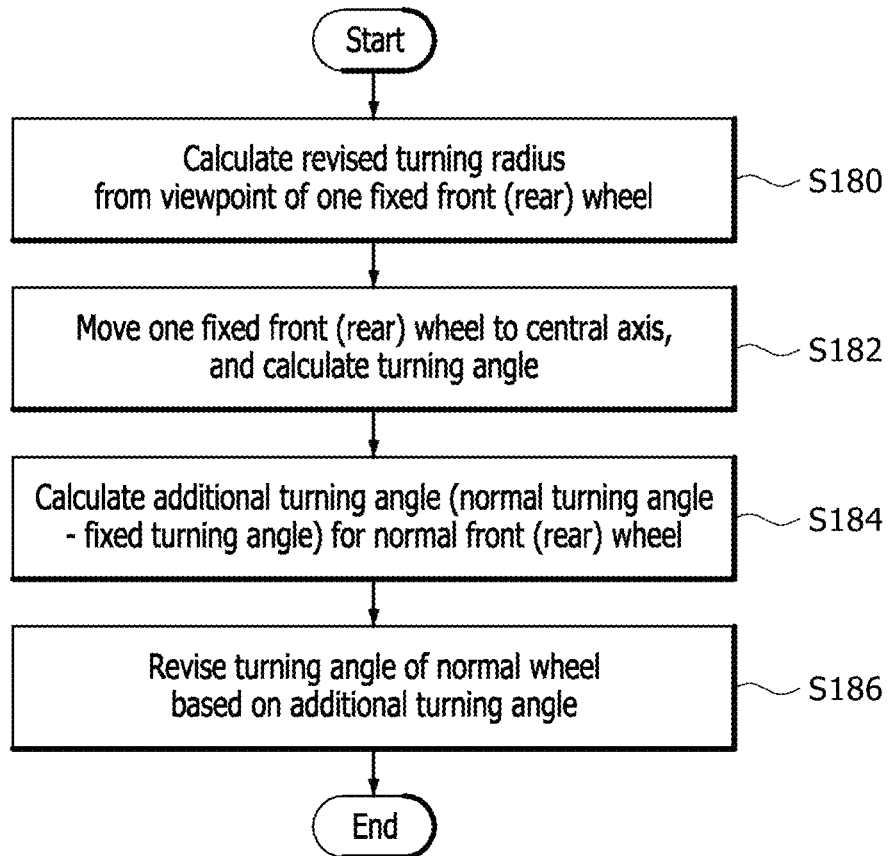 Start
Calculate revised turning radius
from viewpoint of one fixed front (rear) wheel
S180
Move one fixed front (rear) wheel to central axis,
and calculate turning angle
S182
Calculate additional turning angle (normal turning angle
- fixed turning angle) for normal front (rear) wheel
S184
Revise turning angle of normal wheel
based on additional turning angle
S186
End